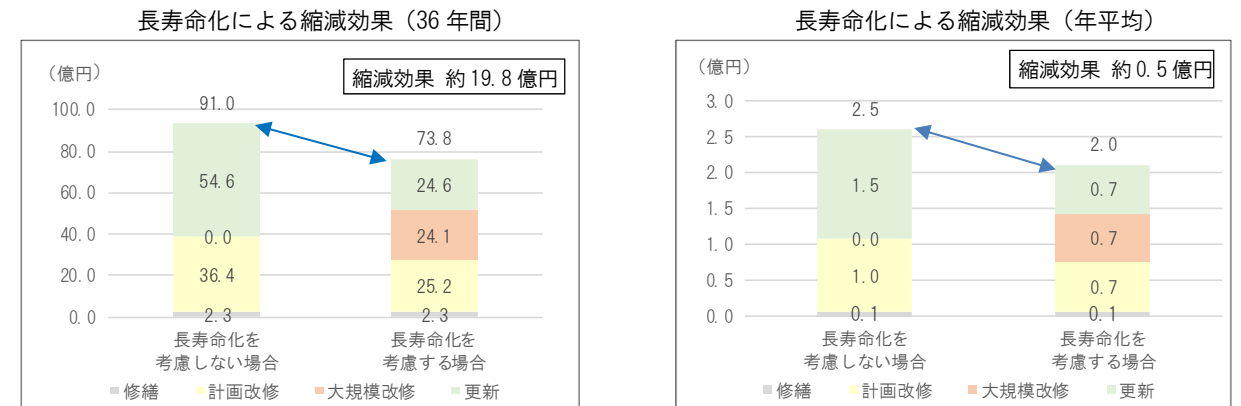 長寿命化による縮減効果（36 年間）
（億円）
縮減効果 約 19.8 億円
100.0
80.0
60.0
40.0
20.0
0.0
91.0
54.6
0.0
36.4
2.3
73.8
24.6
24.1
25.2
2.3
長寿命化を
考慮しない場合
長寿命化を
考慮する場合
修繕 計画改修 大規模改修 更新
長寿命化による縮減効果（年平均）
（億円）
縮減効果 約 0.5 億円
3.0
2.5
2.0
1.5
1.0
0.5
0.0
2.5
1.5
0.0
1.0
0.1
2.0
0.7
0.7
0.7
0.1
長寿命化を
考慮しない場合
長寿命化を
考慮する場合
修繕 計画改修 大規模改修 更新